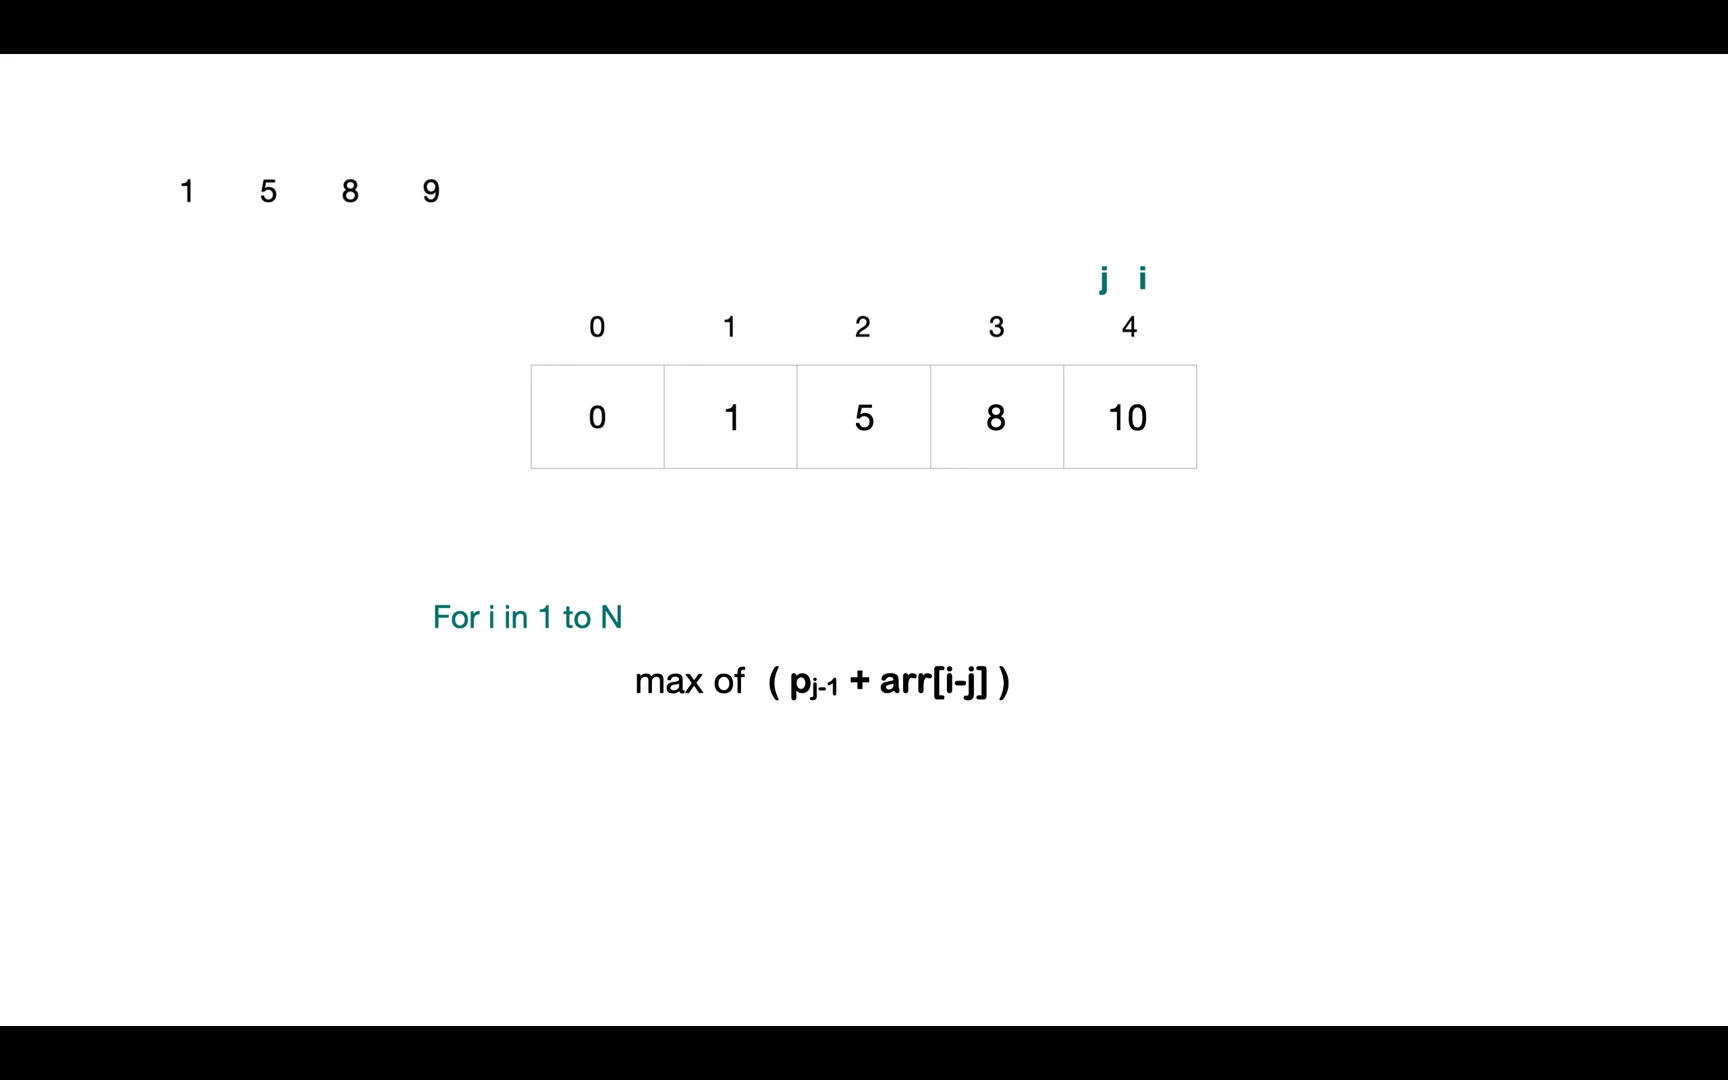 1 5 8 9
j i
0 1 2 3 4
0 1 5 8 10
For i in 1 to N
max of ( pj-1 + arr[i-j] )